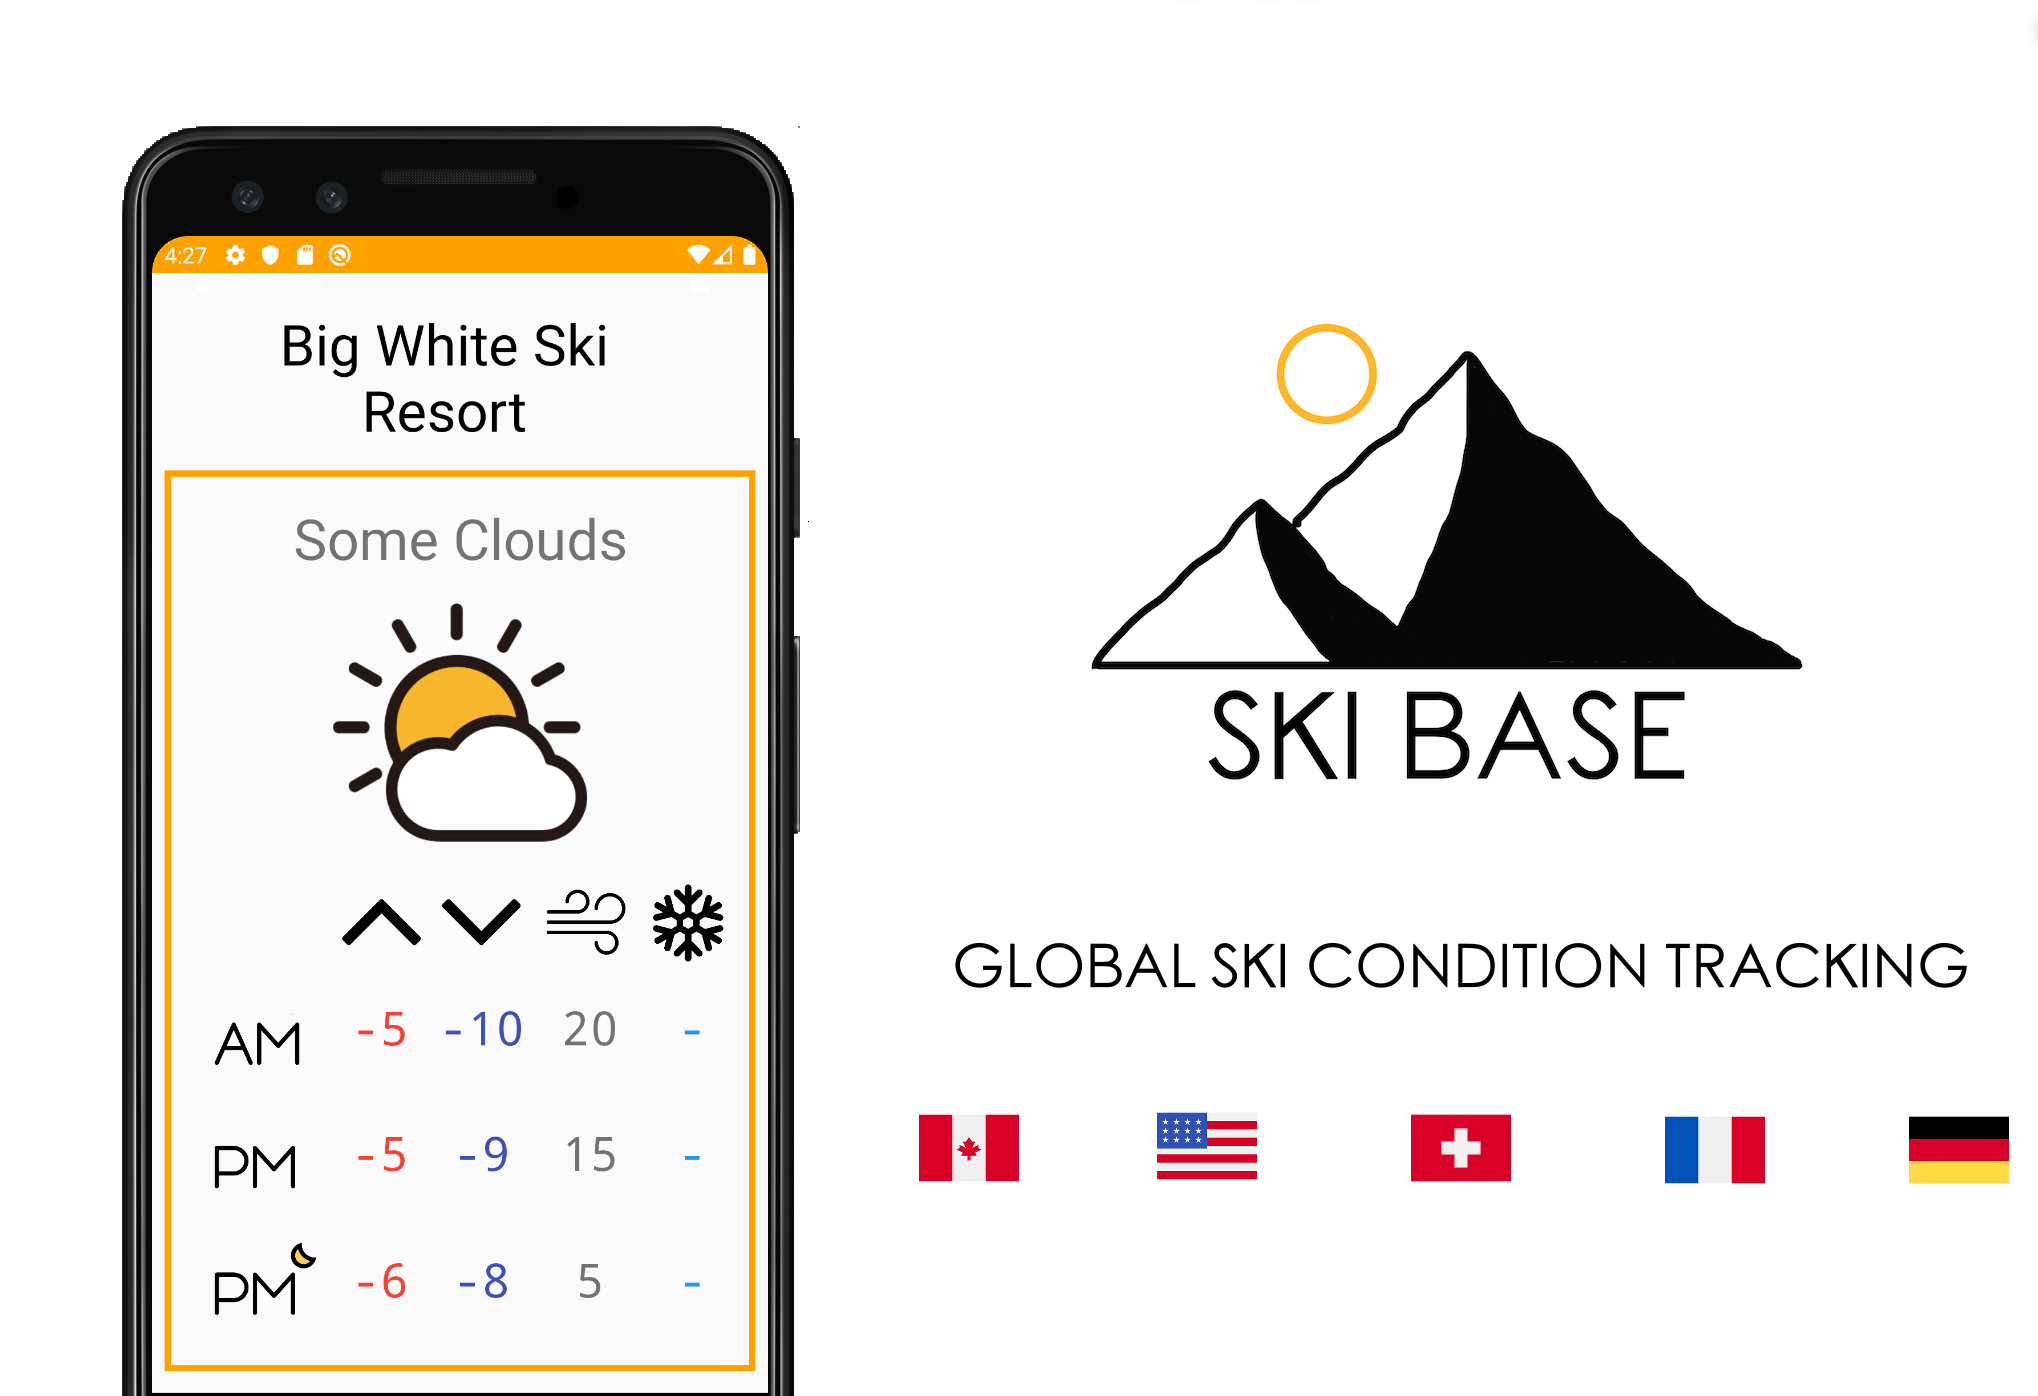 4:27
Big White Ski
Resort
Some Clouds
AM -5 -10 20 -
PM -5 -9 15 -
PM -6 -8 5 -
SKI BASE
GLOBAL SKI CONDITION TRACKING